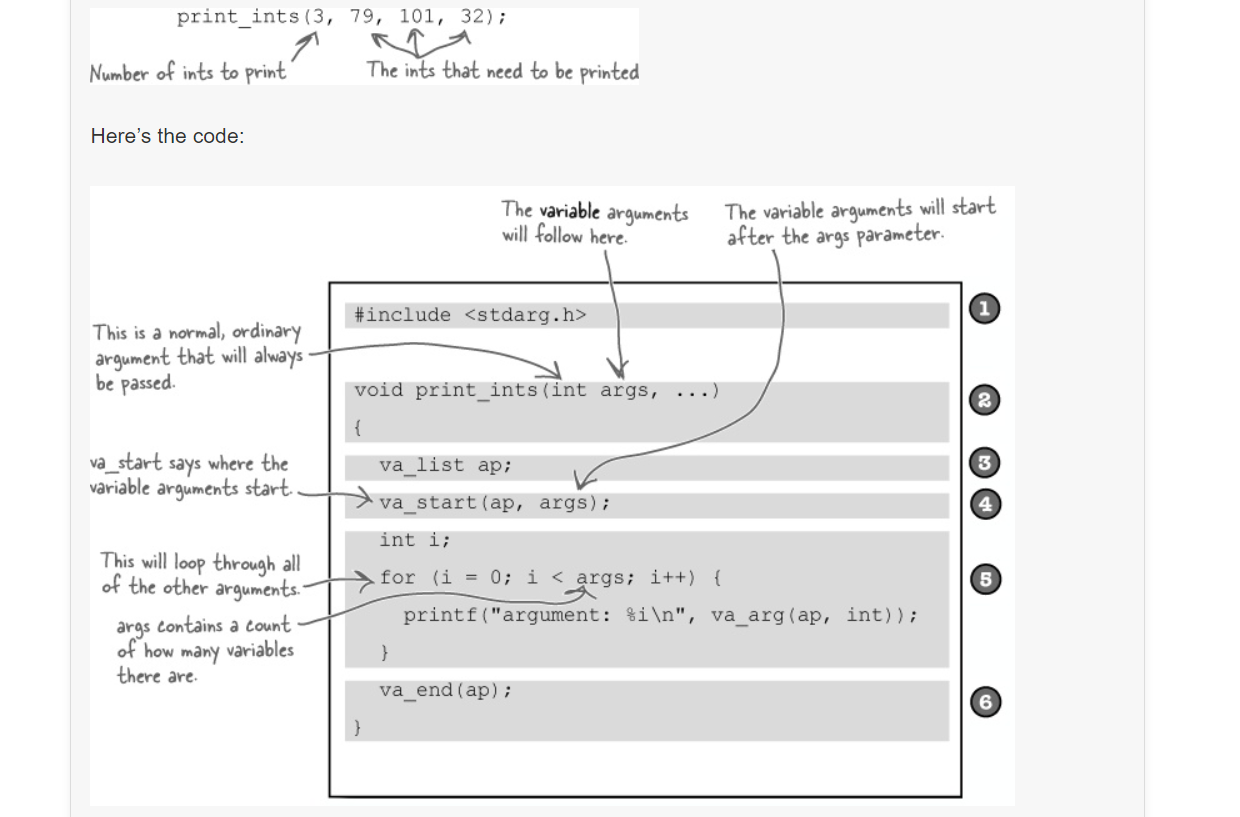 print_ints(3, 79, 101, 32);
Number of ints to print
The ints that need to be printed
Here’s the code:
The variable arguments
will follow here.
The variable arguments will start
after the args parameter.
This is a normal, ordinary
argument that will always
be passed.
#include <stdarg.h>
1
void print_ints(int args, ...)
{
2
va_start says where the
variable arguments start.
va_list ap;
3
va_start(ap, args);
4
This will loop through all
of the other arguments.
args contains a count
of how many variables
there are.
int i;
for (i = 0; i < args; i++) {
printf("argument: %i\n", va_arg(ap, int));
}
5
va_end(ap);
}
6